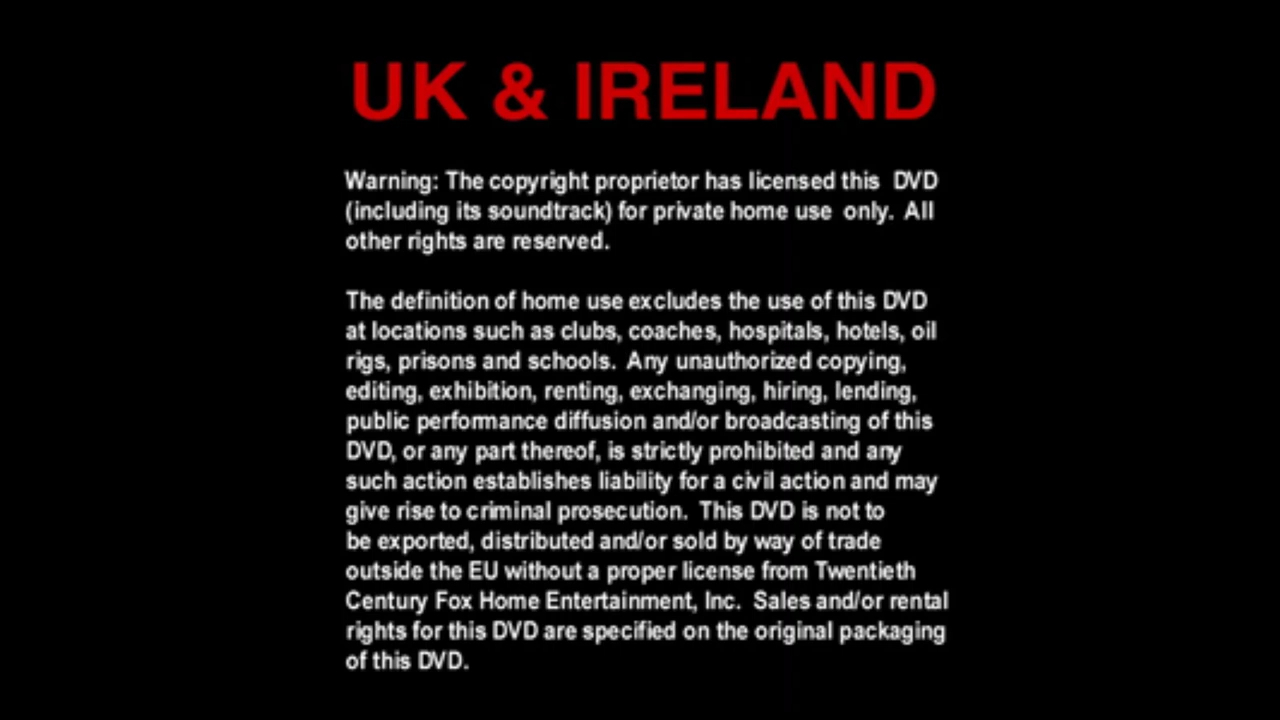 UK & IRELAND
Warning: The copyright proprietor has licensed this DVD
(including its soundtrack) for private home use only. All
other rights are reserved.
The definition of home use excludes the use of this DVD
at locations such as clubs, coaches, hospitals, hotels, oil
rigs, prisons and schools. Any unauthorized copying,
editing, exhibition, renting, exchanging, hiring, lending,
public performance diffusion and/or broadcasting of this
DVD, or any part thereof, is strictly prohibited and any
such action establishes liability for a civil action and may
give rise to criminal prosecution. This DVD is not to
be exported, distributed and/or sold by way of trade
outside the EU without a proper license from Twentieth
Century Fox Home Entertainment, Inc. Sales and/or rental
rights for this DVD are specified on the original packaging
of this DVD.